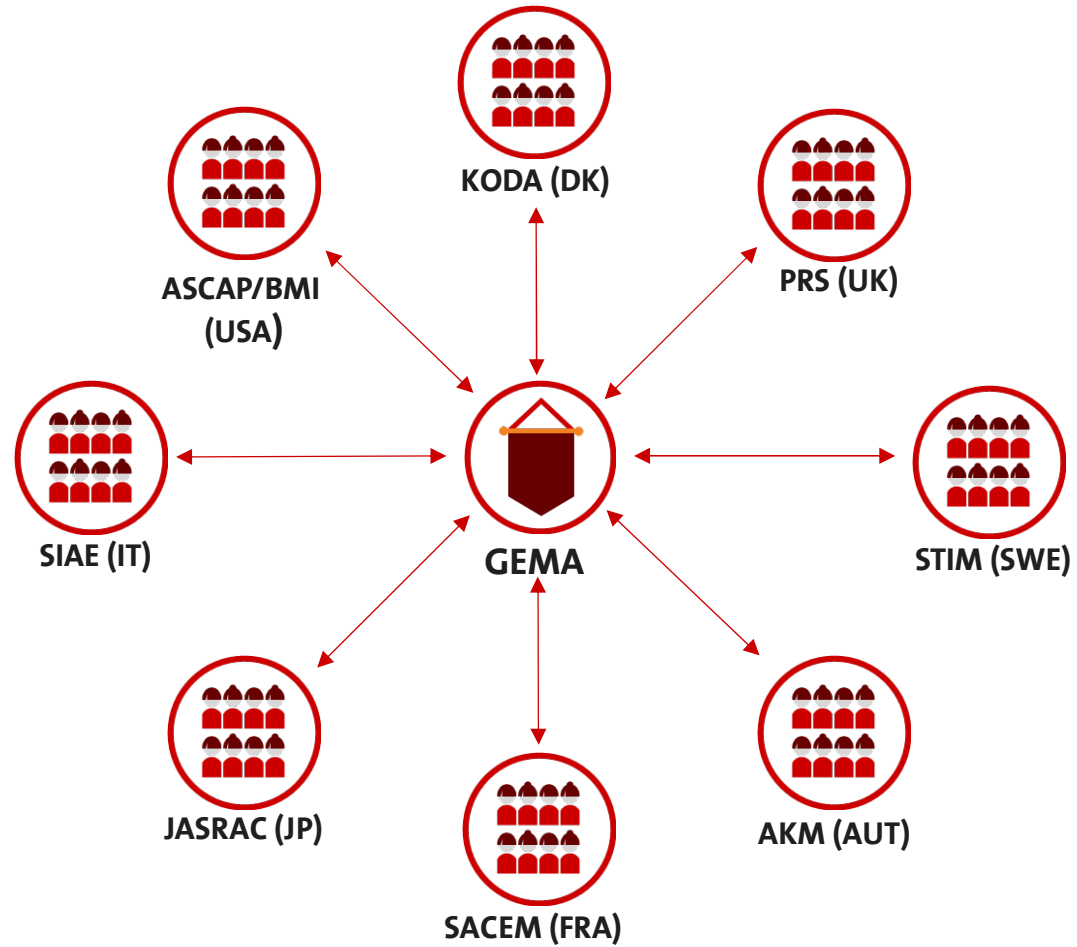 KODA (DK)
PRS (UK)
ASCAP/BMI
(USA)
SIAE (IT)
GEMA
STIM (SWE)
JASRAC (JP)
AKM (AUT)
SACEM (FRA)